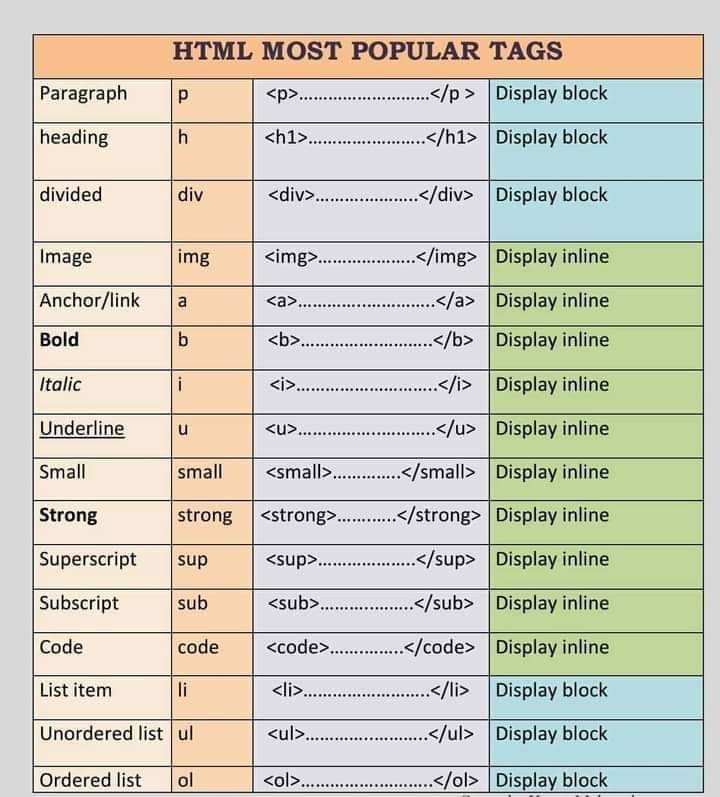 HTML MOST POPULAR TAGS
Paragraph p <p>............................</p > Display block
heading h <h1>.........................</h1> Display block
divided div <div>......................</div> Display block
Image img <img>.....................</img> Display inline
Anchor/link a <a>..............................</a> Display inline
Bold b <b>.............................</b> Display inline
Italic i <i>...............................</i> Display inline
Underline u <u>..............................</u> Display inline
Small small <small>...............</small> Display inline
Strong strong <strong>.............</strong> Display inline
Superscript sup <sup>.....................</sup> Display inline
Subscript sub <sub>....................</sub> Display inline
Code code <code>................</code> Display inline
List item li <li>............................</li> Display block
Unordered list ul <ul>...........................</ul> Display block
Ordered list ol <ol>.............................</ol> Display block